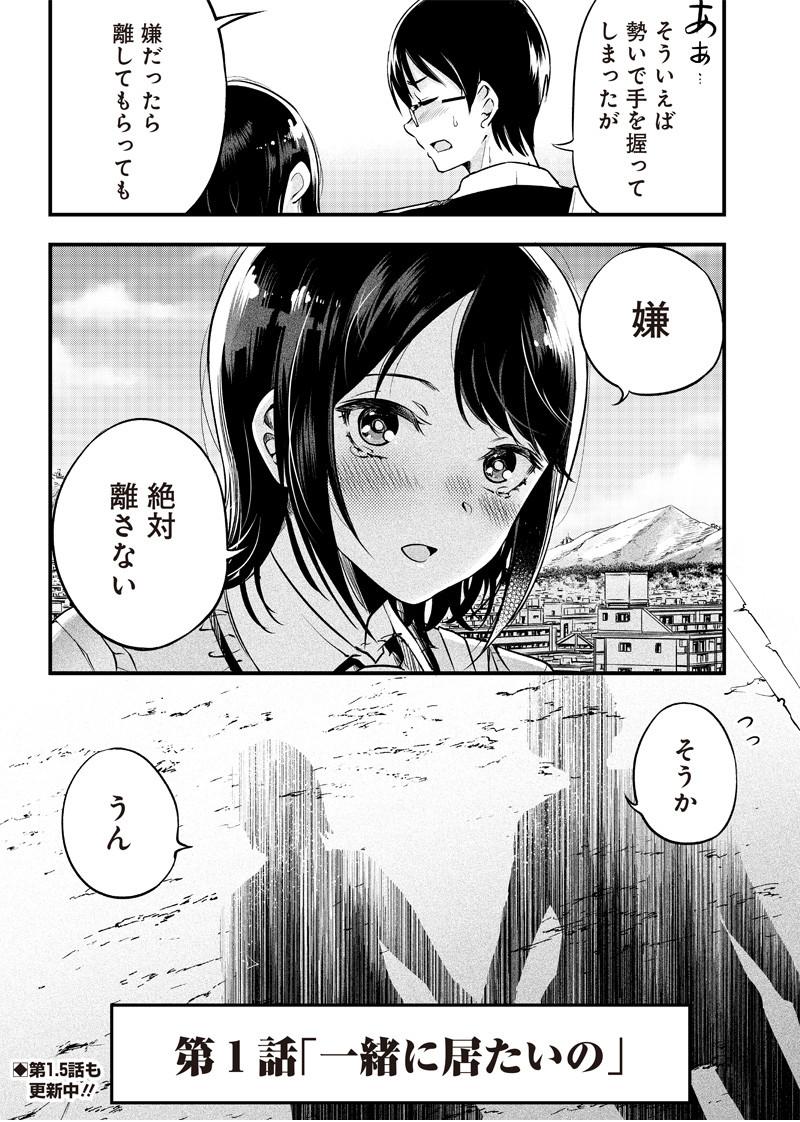 あぁ…
そういえば
勢いで手を握って
しまったが
嫌だったら
離してもらっても
嫌
絶対
離さない
っっ
そうか
うん
第1話「一緒に居たいの」
◆第1.5話も
更新中!!